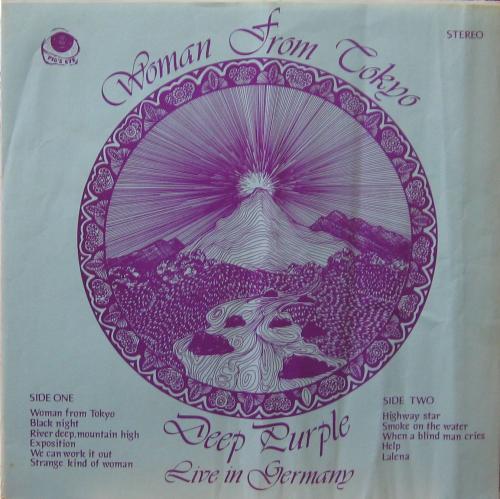 PIG'S EYE
STEREO
Woman From Tokyo
SIDE ONE
Woman from Tokyo
Black night
River deep, mountain high
Exposition
We can work it out
Strange kind of woman
SIDE TWO
Highway star
Smoke on the water
When a blind man cries
Help
Lalena
Deep Purple
Live in Germany